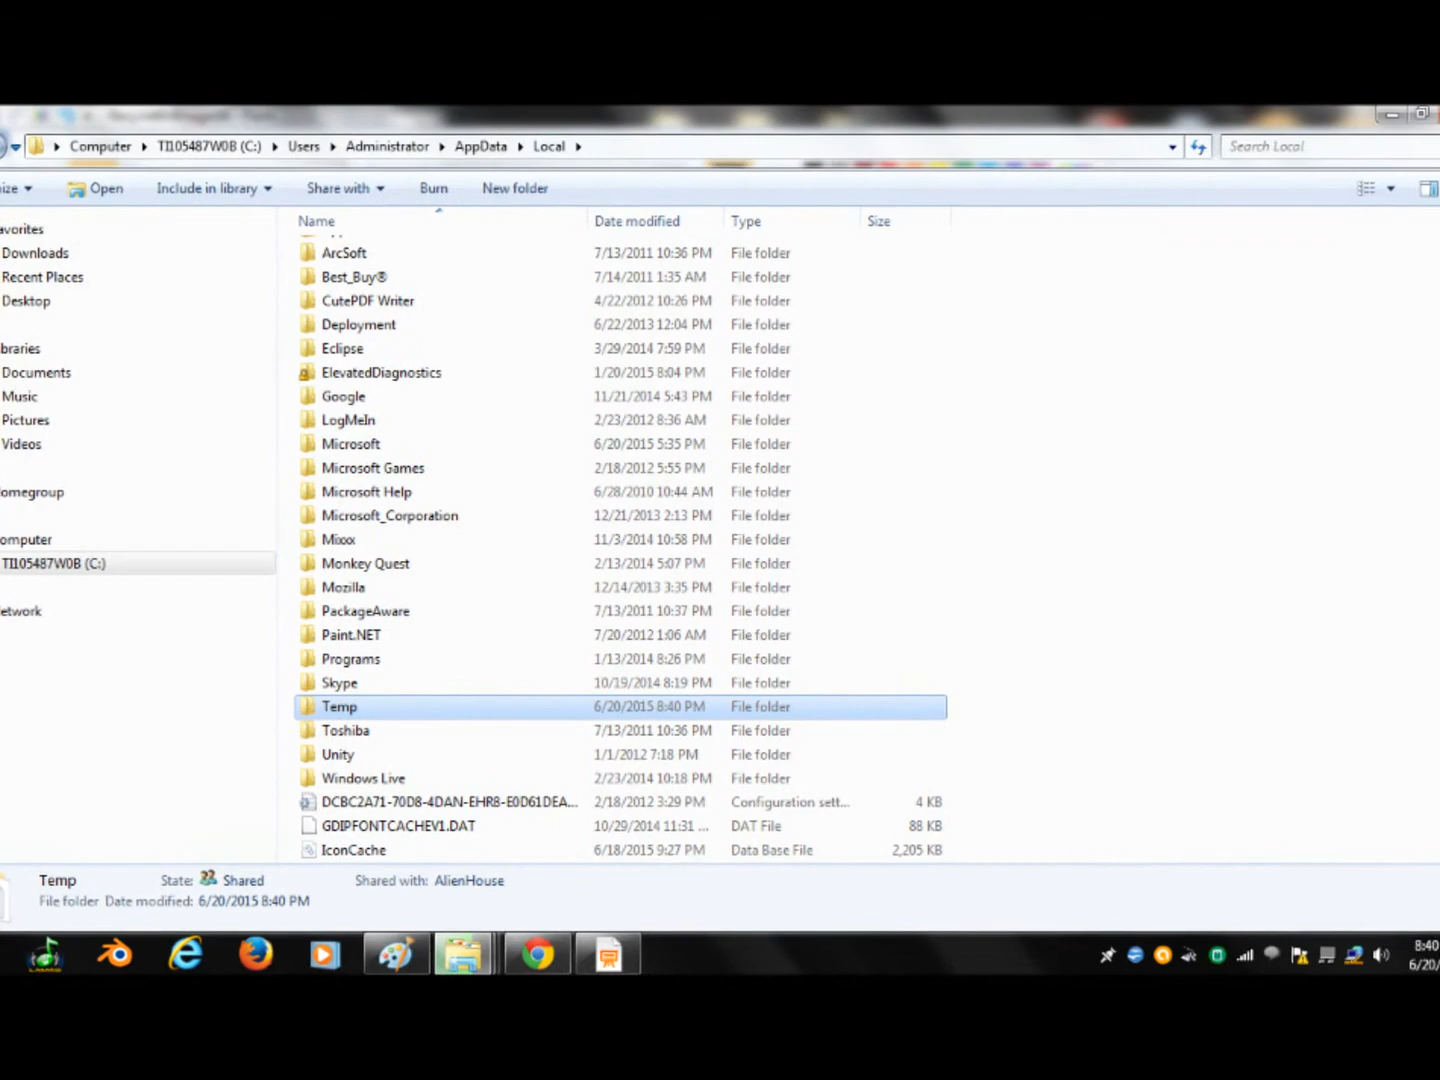 Computer TI105487W0B (C:) Users Administrator AppData Local Search Local
ize Open Include in library Share with Burn New folder
avorites
Downloads
Recent Places
Desktop
braries
Documents
Music
Pictures
Videos
omegroup
omputer
TI105487W0B (C:)
etwork
Name Date modified Type Size
ArcSoft 7/13/2011 10:36 PM File folder
Best_Buy® 7/14/2011 1:35 AM File folder
CutePDF Writer 4/22/2012 10:26 PM File folder
Deployment 6/22/2013 12:04 PM File folder
Eclipse 3/29/2014 7:59 PM File folder
ElevatedDiagnostics 1/20/2015 8:04 PM File folder
Google 11/21/2014 5:43 PM File folder
LogMeIn 2/23/2012 8:36 AM File folder
Microsoft 6/20/2015 5:35 PM File folder
Microsoft Games 2/18/2012 5:55 PM File folder
Microsoft Help 6/28/2010 10:44 AM File folder
Microsoft_Corporation 12/21/2013 2:13 PM File folder
Mixxx 11/3/2014 10:58 PM File folder
Monkey Quest 2/13/2014 5:07 PM File folder
Mozilla 12/14/2013 3:35 PM File folder
PackageAware 7/13/2011 10:37 PM File folder
Paint.NET 7/20/2012 1:06 AM File folder
Programs 1/13/2014 8:26 PM File folder
Skype 10/19/2014 8:19 PM File folder
Temp 6/20/2015 8:40 PM File folder
Toshiba 7/13/2011 10:36 PM File folder
Unity 1/1/2012 7:18 PM File folder
Windows Live 2/23/2014 10:18 PM File folder
DCBC2A71-70D8-4DAN-EHR8-E0D61DEA... 2/18/2012 3:29 PM Configuration sett... 4 KB
GDIPFONTCACHEV1.DAT 10/29/2014 11:31 ... DAT File 88 KB
IconCache 6/18/2015 9:27 PM Data Base File 2,205 KB
Temp State: Shared Shared with: AlienHouse
File folder Date modified: 6/20/2015 8:40 PM
LMMS
8:40
6/20/